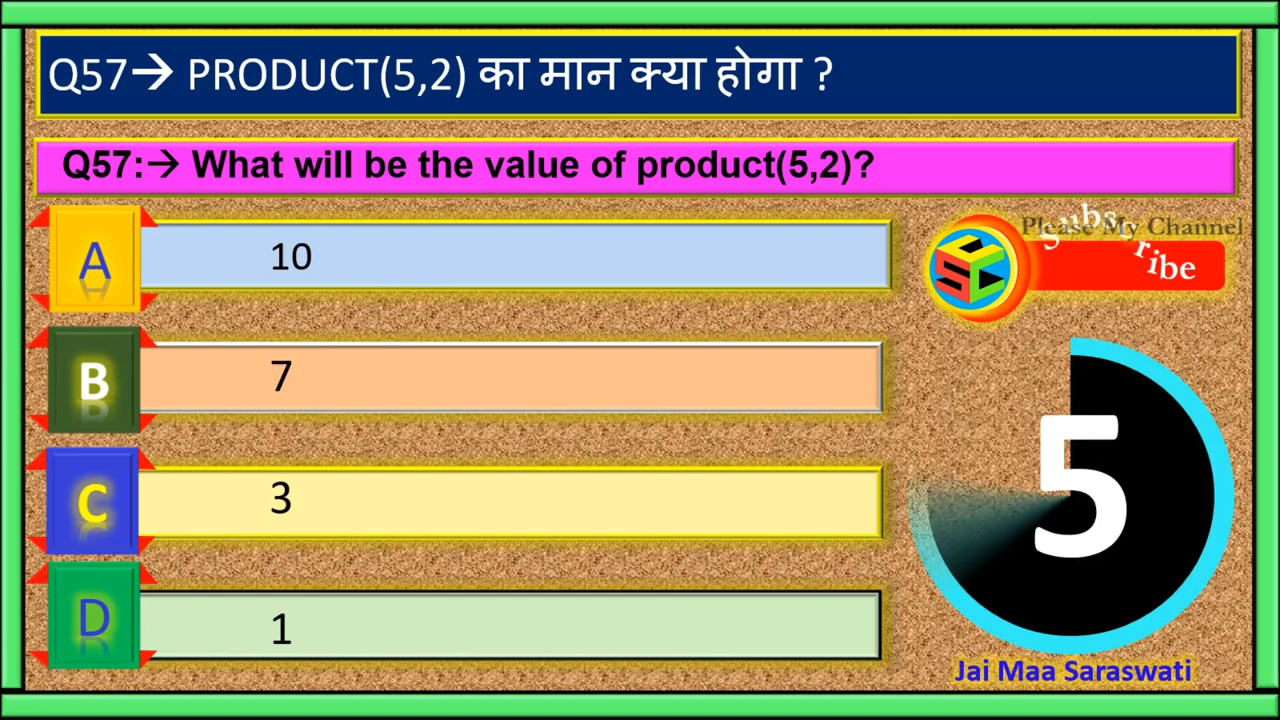 Q57→ PRODUCT(5,2) का मान क्या होगा ?
Q57:→ What will be the value of product(5,2)?
A 10
Please My Channel
Subscribe
SCC
B 7
C 3
5
D 1
Jai Maa Saraswati